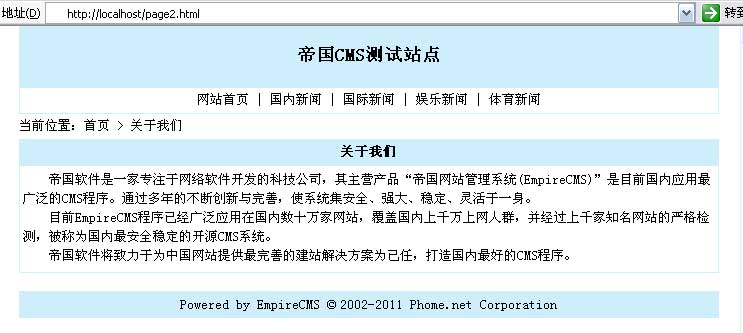 地址(D) http://localhost/page2.html 转到
帝国CMS测试站点
网站首页 | 国内新闻 | 国际新闻 | 娱乐新闻 | 体育新闻
当前位置：首页 > 关于我们
关于我们
帝国软件是一家专注于网络软件开发的科技公司，其主营产品“帝国网站管理系统(EmpireCMS)”是目前国内应用最
广泛的CMS程序。通过多年的不断创新与完善，使系统集安全、强大、稳定、灵活于一身。
目前EmpireCMS程序已经广泛应用在国内数十万家网站，覆盖国内上千万上网人群，并经过上千家知名网站的严格检
测，被称为国内最安全稳定的开源CMS系统。
帝国软件将致力于为中国网站提供最完善的建站解决方案为己任，打造国内最好的CMS程序。
Powered by EmpireCMS © 2002-2011 Phome.net Corporation